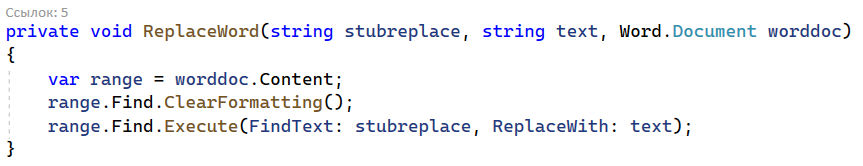 Ссылок: 5
private void ReplaceWord(string stubreplace, string text, Word.Document worddoc)
{
    var range = worddoc.Content;
    range.Find.ClearFormatting();
    range.Find.Execute(FindText: stubreplace, ReplaceWith: text);
}